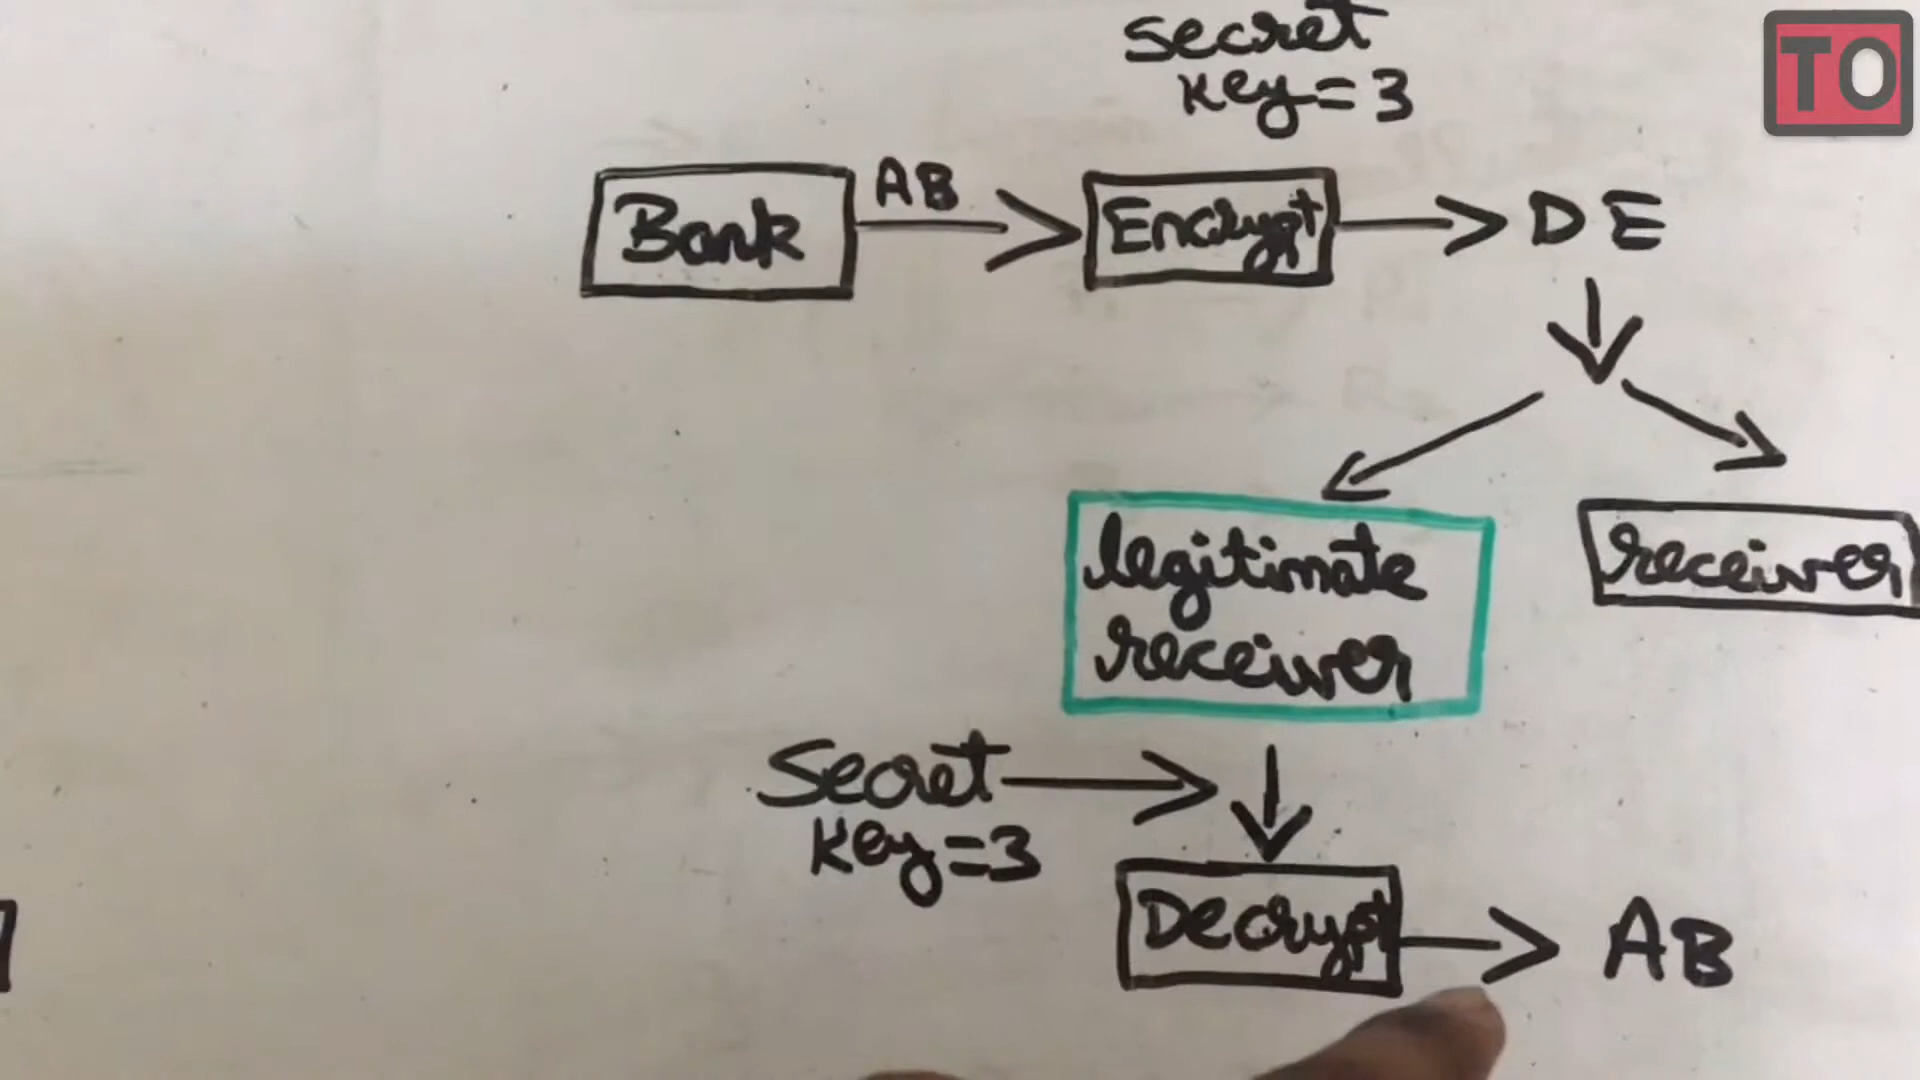 TO
Secret
Key=3
Bank
AB
Encrypt
DE
legitimate
receiver
receiver
Secret
Key=3
Decrypt
AB